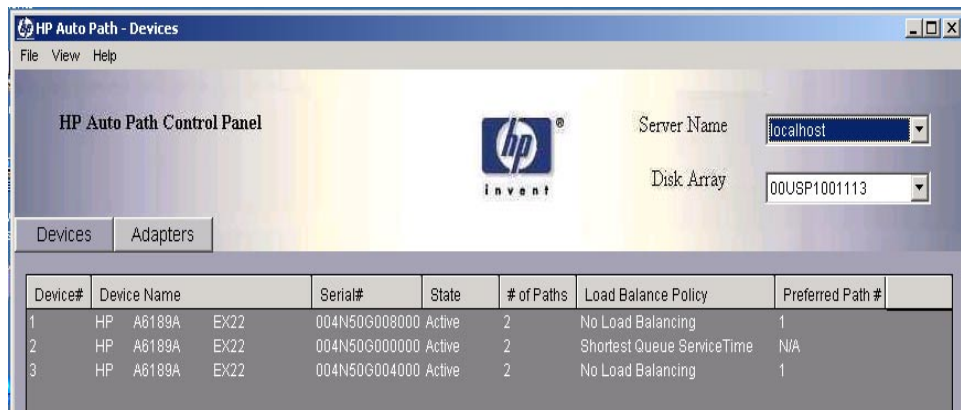 HP Auto Path - Devices
File View Help
HP Auto Path Control Panel
hp ®
invent
Server Name localhost
Disk Array 00USP1001113
Devices Adapters
Device# Device Name Serial# State # of Paths Load Balance Policy Preferred Path #
1 HP A6189A EX22 004N50G008000 Active 2 No Load Balancing 1
2 HP A6189A EX22 004N50G000000 Active 2 Shortest Queue ServiceTime N/A
3 HP A6189A EX22 004N50G004000 Active 2 No Load Balancing 1